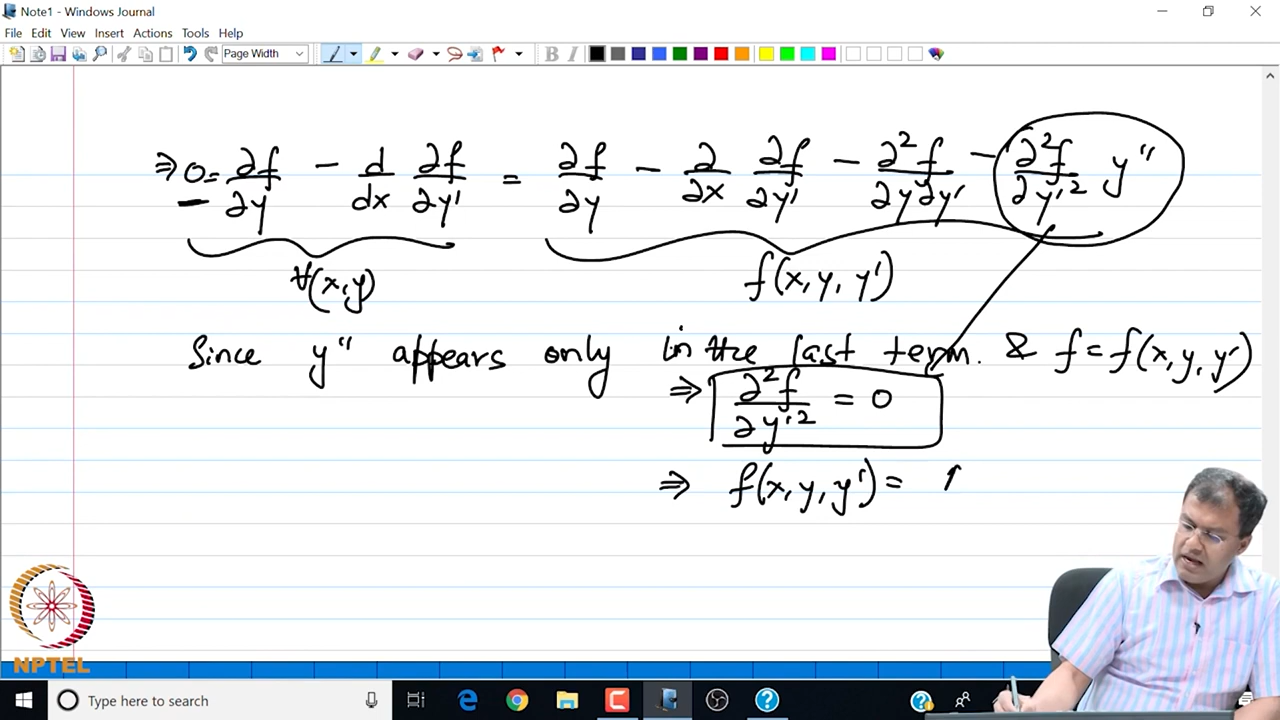 Note1 - Windows Journal
File Edit View Insert Actions Tools Help
Page Width B I
⇒ 0 = ∂f/∂y - d/dx ∂f/∂y' = ∂f/∂y - ∂/∂x ∂f/∂y' - ∂²f/∂y∂y' - ∂²f/∂y'² y"
∀(x,y) f(x, y, y')
Since y" appears only in the last term. & f = f(x, y, y')
⇒ ∂²f/∂y'² = 0
⇒ f(x, y, y') =
NPTEL
Type here to search